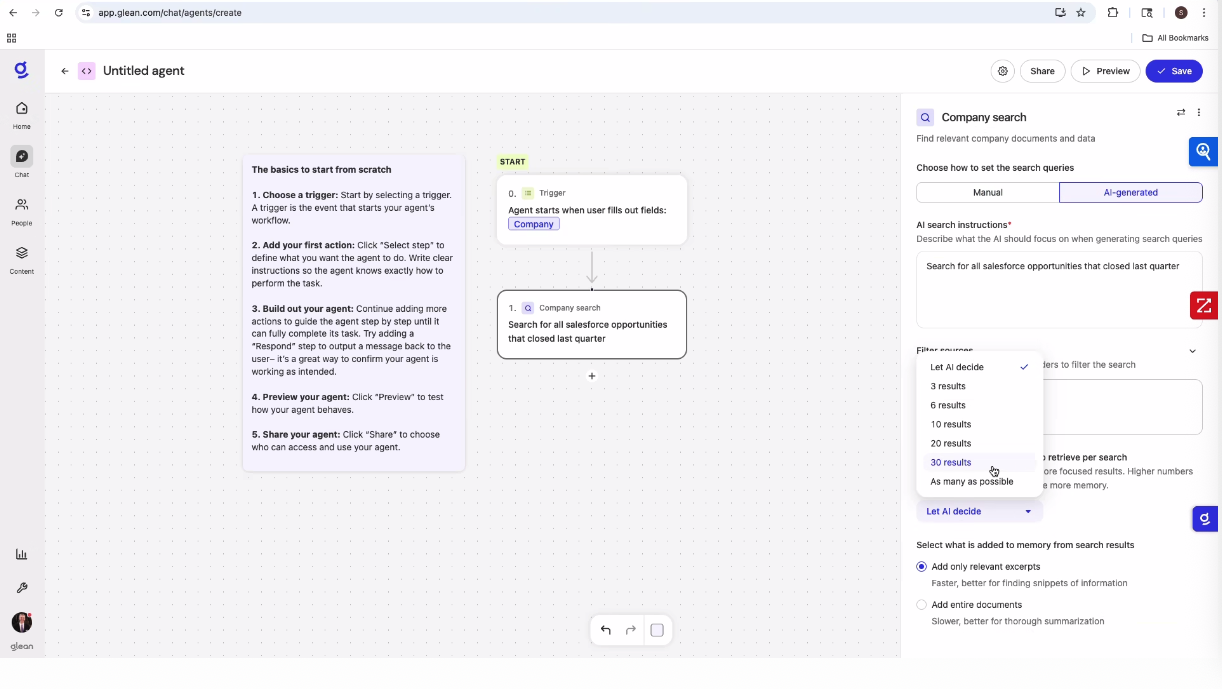 app.glean.com/chat/agents/create
S
All Bookmarks
Untitled agent
Share
Preview
Save
Home
Chat
People
Content
glean
The basics to start from scratch
1. Choose a trigger: Start by selecting a trigger.
A trigger is the event that starts your agent's
workflow.
2. Add your first action: Click "Select step" to
define what you want the agent to do. Write clear
instructions so the agent knows exactly how to
perform the task.
3. Build out your agent: Continue adding more
actions to guide the agent step by step until it
can fully complete its task. Try adding a
"Respond" step to output a message back to the
user– it's a great way to confirm your agent is
working as intended.
4. Preview your agent: Click "Preview" to test
how your agent behaves.
5. Share your agent: Click "Share" to choose
who can access and use your agent.
START
0. Trigger
Agent starts when user fills out fields:
Company
1. Company search
Search for all salesforce opportunities
that closed last quarter
Company search
Find relevant company documents and data
Choose how to set the search queries
Manual
AI-generated
AI search instructions*
Describe what the AI should focus on when generating search queries
Search for all salesforce opportunities that closed last quarter
Filter sources
ders to filter the search
Let AI decide
3 results
6 results
10 results
20 results
30 results
As many as possible
o retrieve per search
ore focused results. Higher numbers
e more memory.
Let AI decide
Select what is added to memory from search results
Add only relevant excerpts
Faster, better for finding snippets of information
Add entire documents
Slower, better for thorough summarization